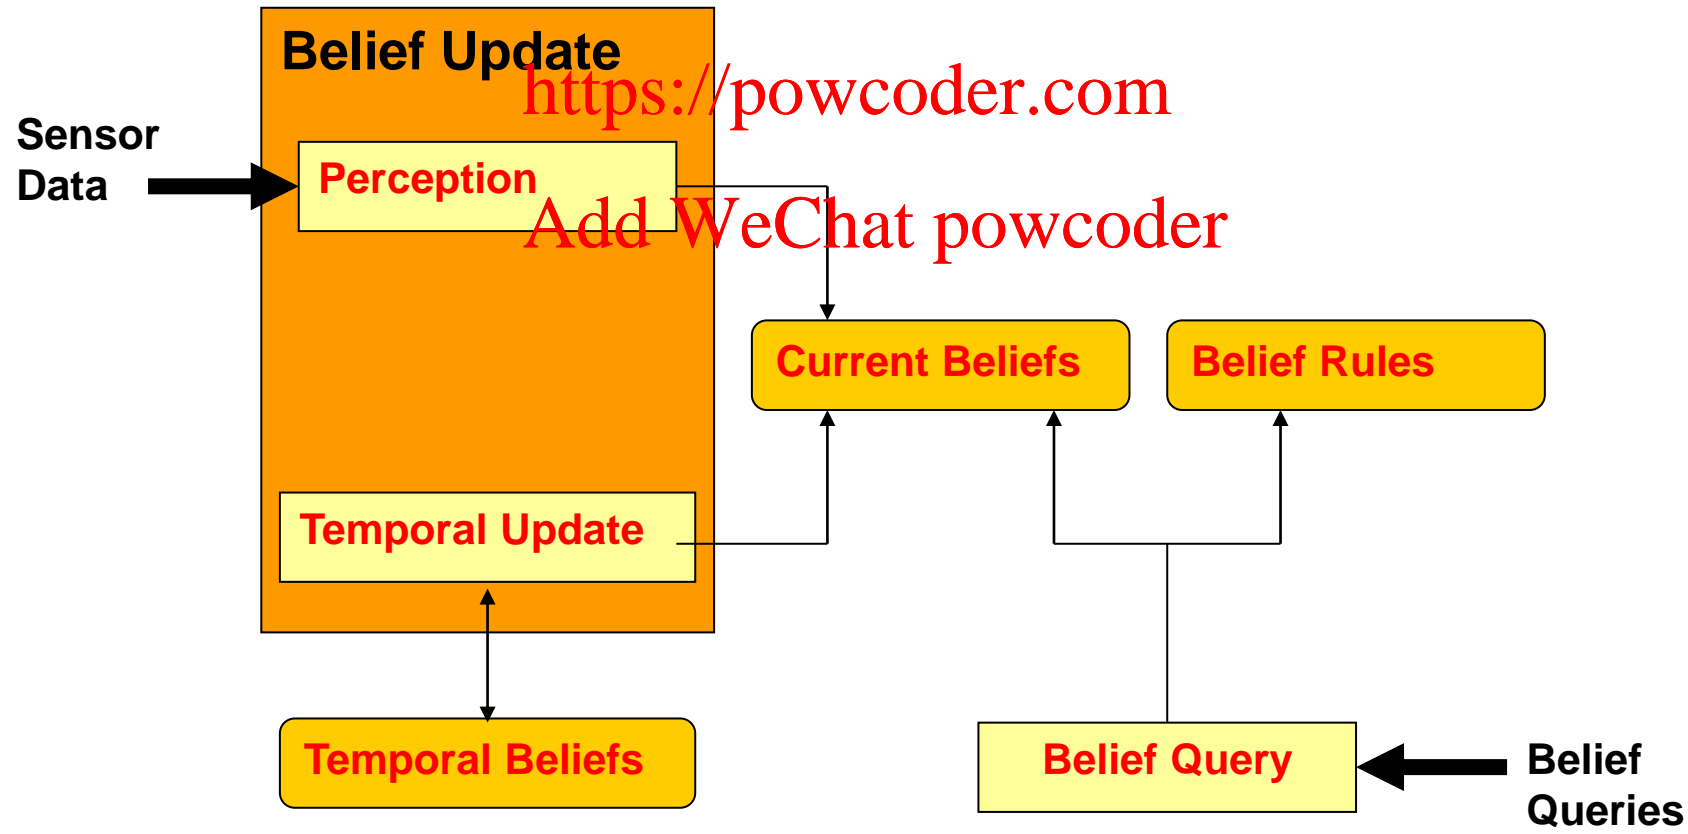 Belief Update
https://powcoder.com
Sensor
Data
Perception
Add WeChat powcoder
Current Beliefs
Belief Rules
Temporal Update
Temporal Beliefs
Belief Query
Belief
Queries